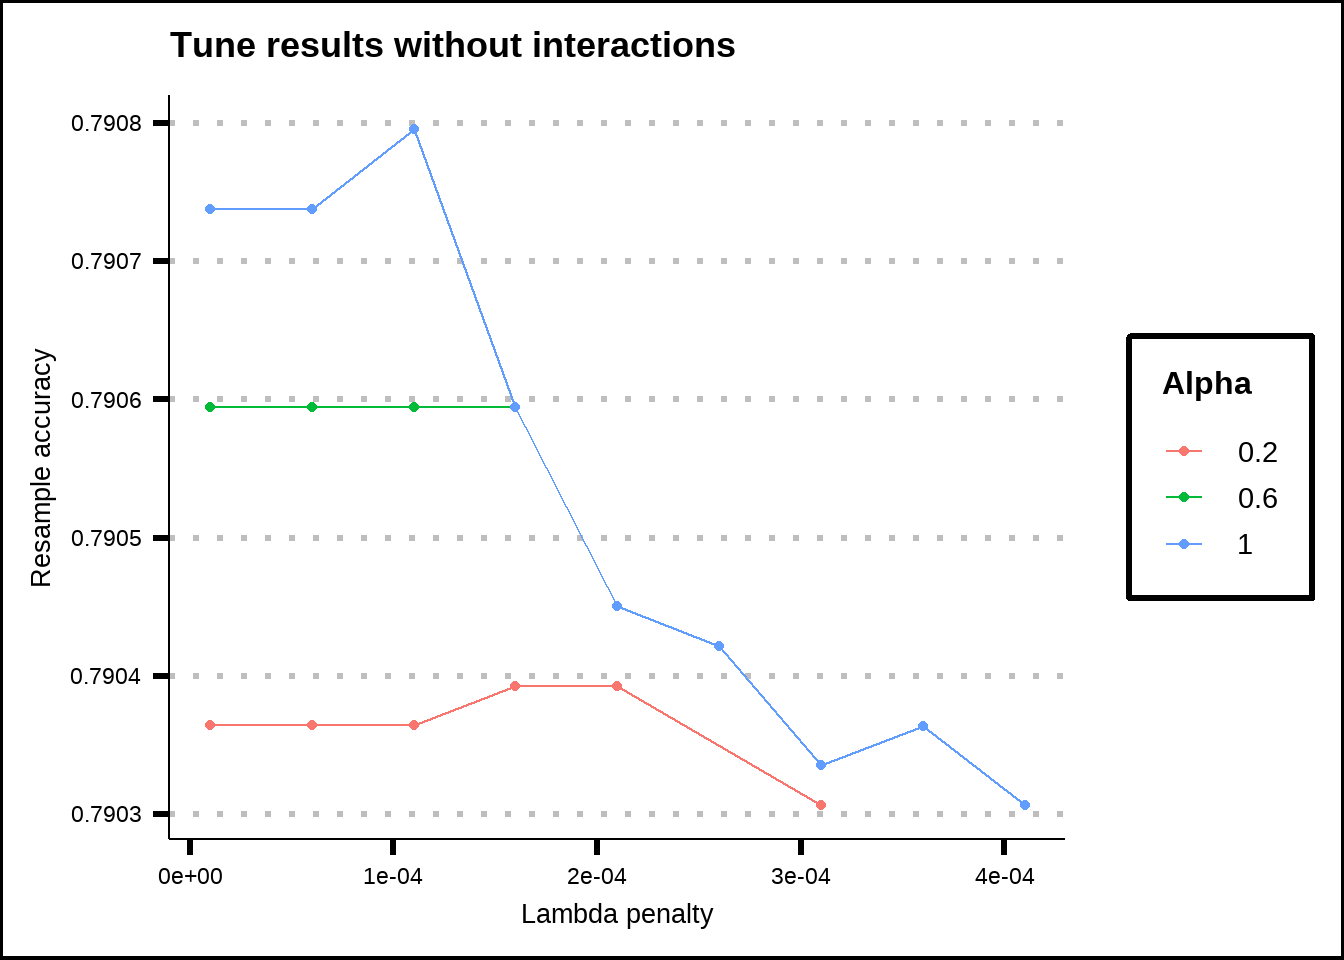 Tune results without interactions
0.7908
0.7907
0.7906
0.7905
0.7904
0.7903
Resample accuracy
0e+00 1e-04 2e-04 3e-04 4e-04
Lambda penalty
Alpha
0.2
0.6
1